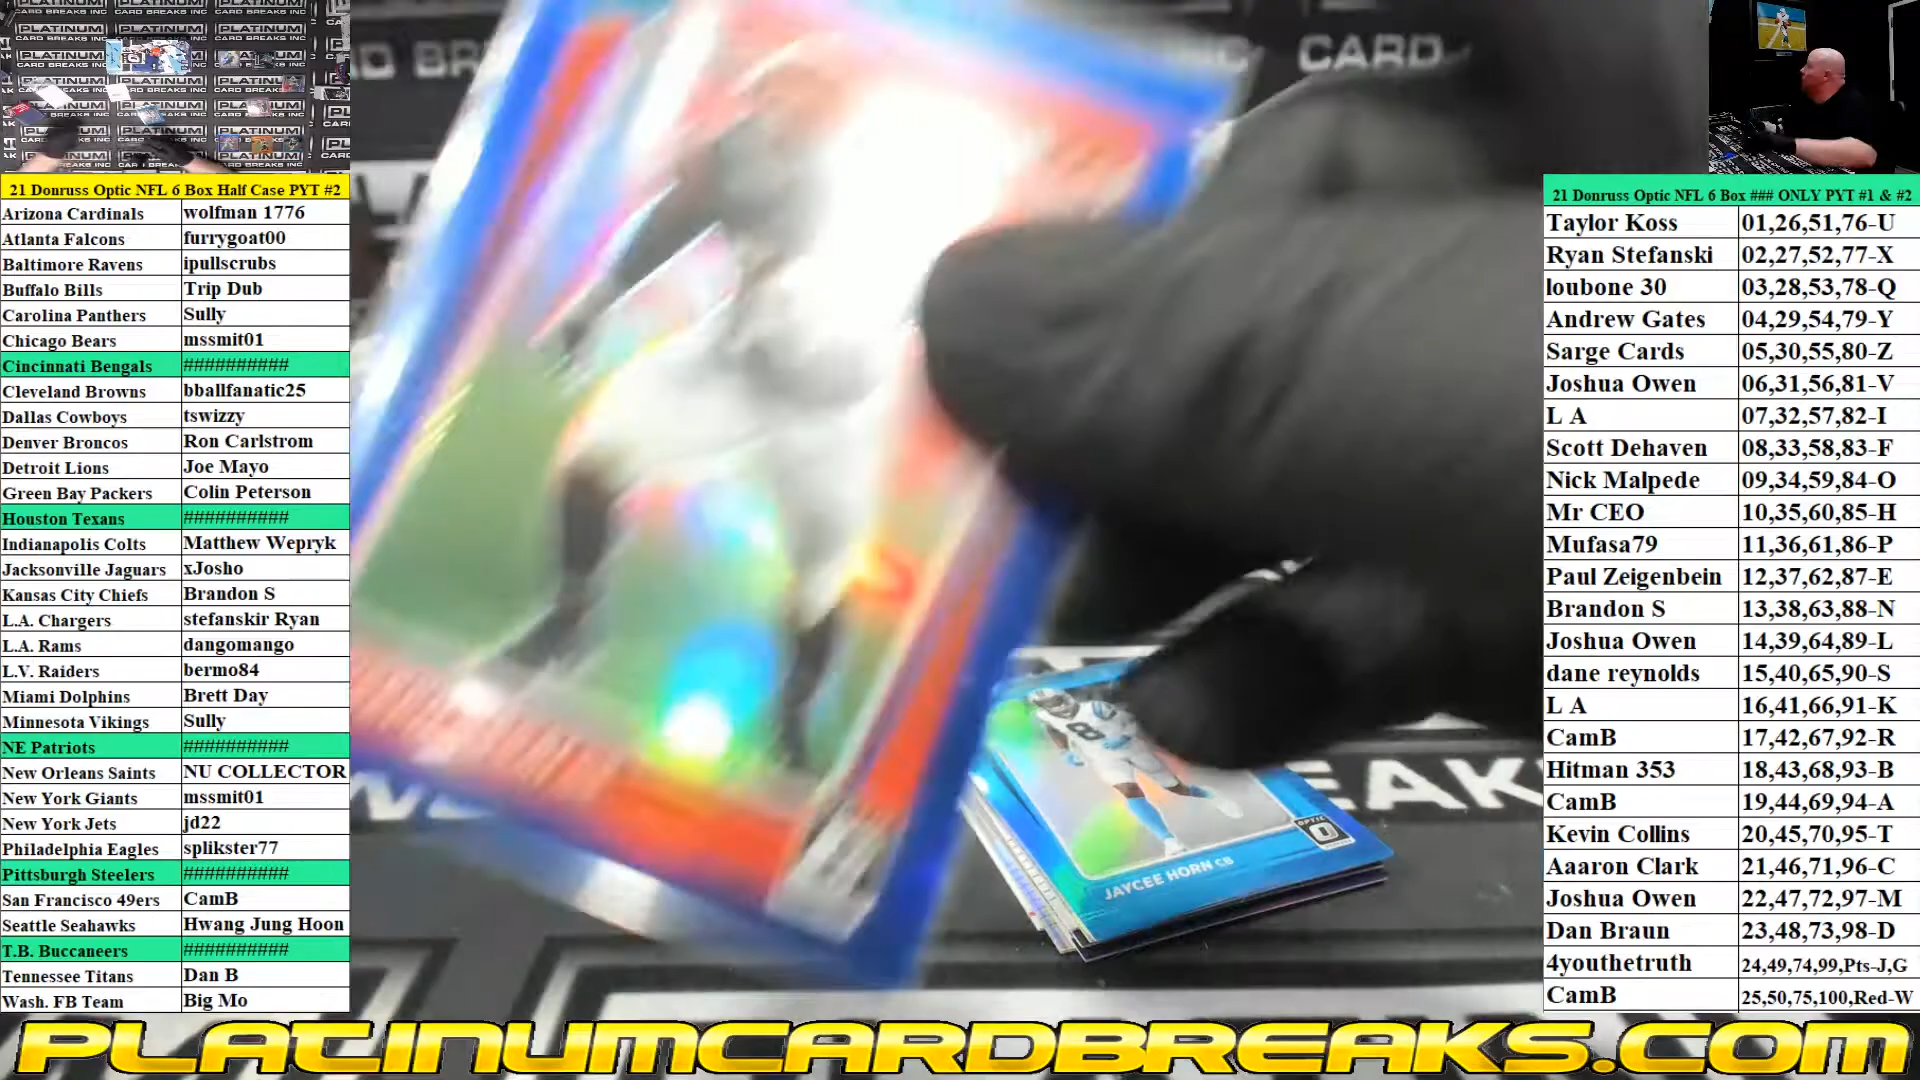 PLATINUM
CARD BREAKS INC
CARD
21 Donruss Optic NFL 6 Box Half Case PYT #2
Arizona Cardinals wolfman 1776
Atlanta Falcons furrygoat00
Baltimore Ravens ipullscrubs
Buffalo Bills Trip Dub
Carolina Panthers Sully
Chicago Bears mssmit01
Cincinnati Bengals ##########
Cleveland Browns bballfanatic25
Dallas Cowboys tswizzy
Denver Broncos Ron Carlstrom
Detroit Lions Joe Mayo
Green Bay Packers Colin Peterson
Houston Texans ##########
Indianapolis Colts Matthew Wepryk
Jacksonville Jaguars xJosho
Kansas City Chiefs Brandon S
L.A. Chargers stefanskir Ryan
L.A. Rams dangomango
L.V. Raiders bermo84
Miami Dolphins Brett Day
Minnesota Vikings Sully
NE Patriots ##########
New Orleans Saints NU COLLECTOR
New York Giants mssmit01
New York Jets jd22
Philadelphia Eagles splikster77
Pittsburgh Steelers ##########
San Francisco 49ers CamB
Seattle Seahawks Hwang Jung Hoon
T.B. Buccaneers ##########
Tennessee Titans Dan B
Wash. FB Team Big Mo
8
OPTIC
JAYCEE HORN CB
EAKS
21 Donruss Optic NFL 6 Box ### ONLY PYT #1 & #2
Taylor Koss 01,26,51,76-U
Ryan Stefanski 02,27,52,77-X
loubone 30 03,28,53,78-Q
Andrew Gates 04,29,54,79-Y
Sarge Cards 05,30,55,80-Z
Joshua Owen 06,31,56,81-V
L A 07,32,57,82-I
Scott Dehaven 08,33,58,83-F
Nick Malpede 09,34,59,84-O
Mr CEO 10,35,60,85-H
Mufasa79 11,36,61,86-P
Paul Zeigenbein 12,37,62,87-E
Brandon S 13,38,63,88-N
Joshua Owen 14,39,64,89-L
dane reynolds 15,40,65,90-S
L A 16,41,66,91-K
CamB 17,42,67,92-R
Hitman 353 18,43,68,93-B
CamB 19,44,69,94-A
Kevin Collins 20,45,70,95-T
Aaaron Clark 21,46,71,96-C
Joshua Owen 22,47,72,97-M
Dan Braun 23,48,73,98-D
4youthetruth 24,49,74,99,Pts-J,G
CamB 25,50,75,100,Red-W
PLATINUMCARDBREAKS.COM